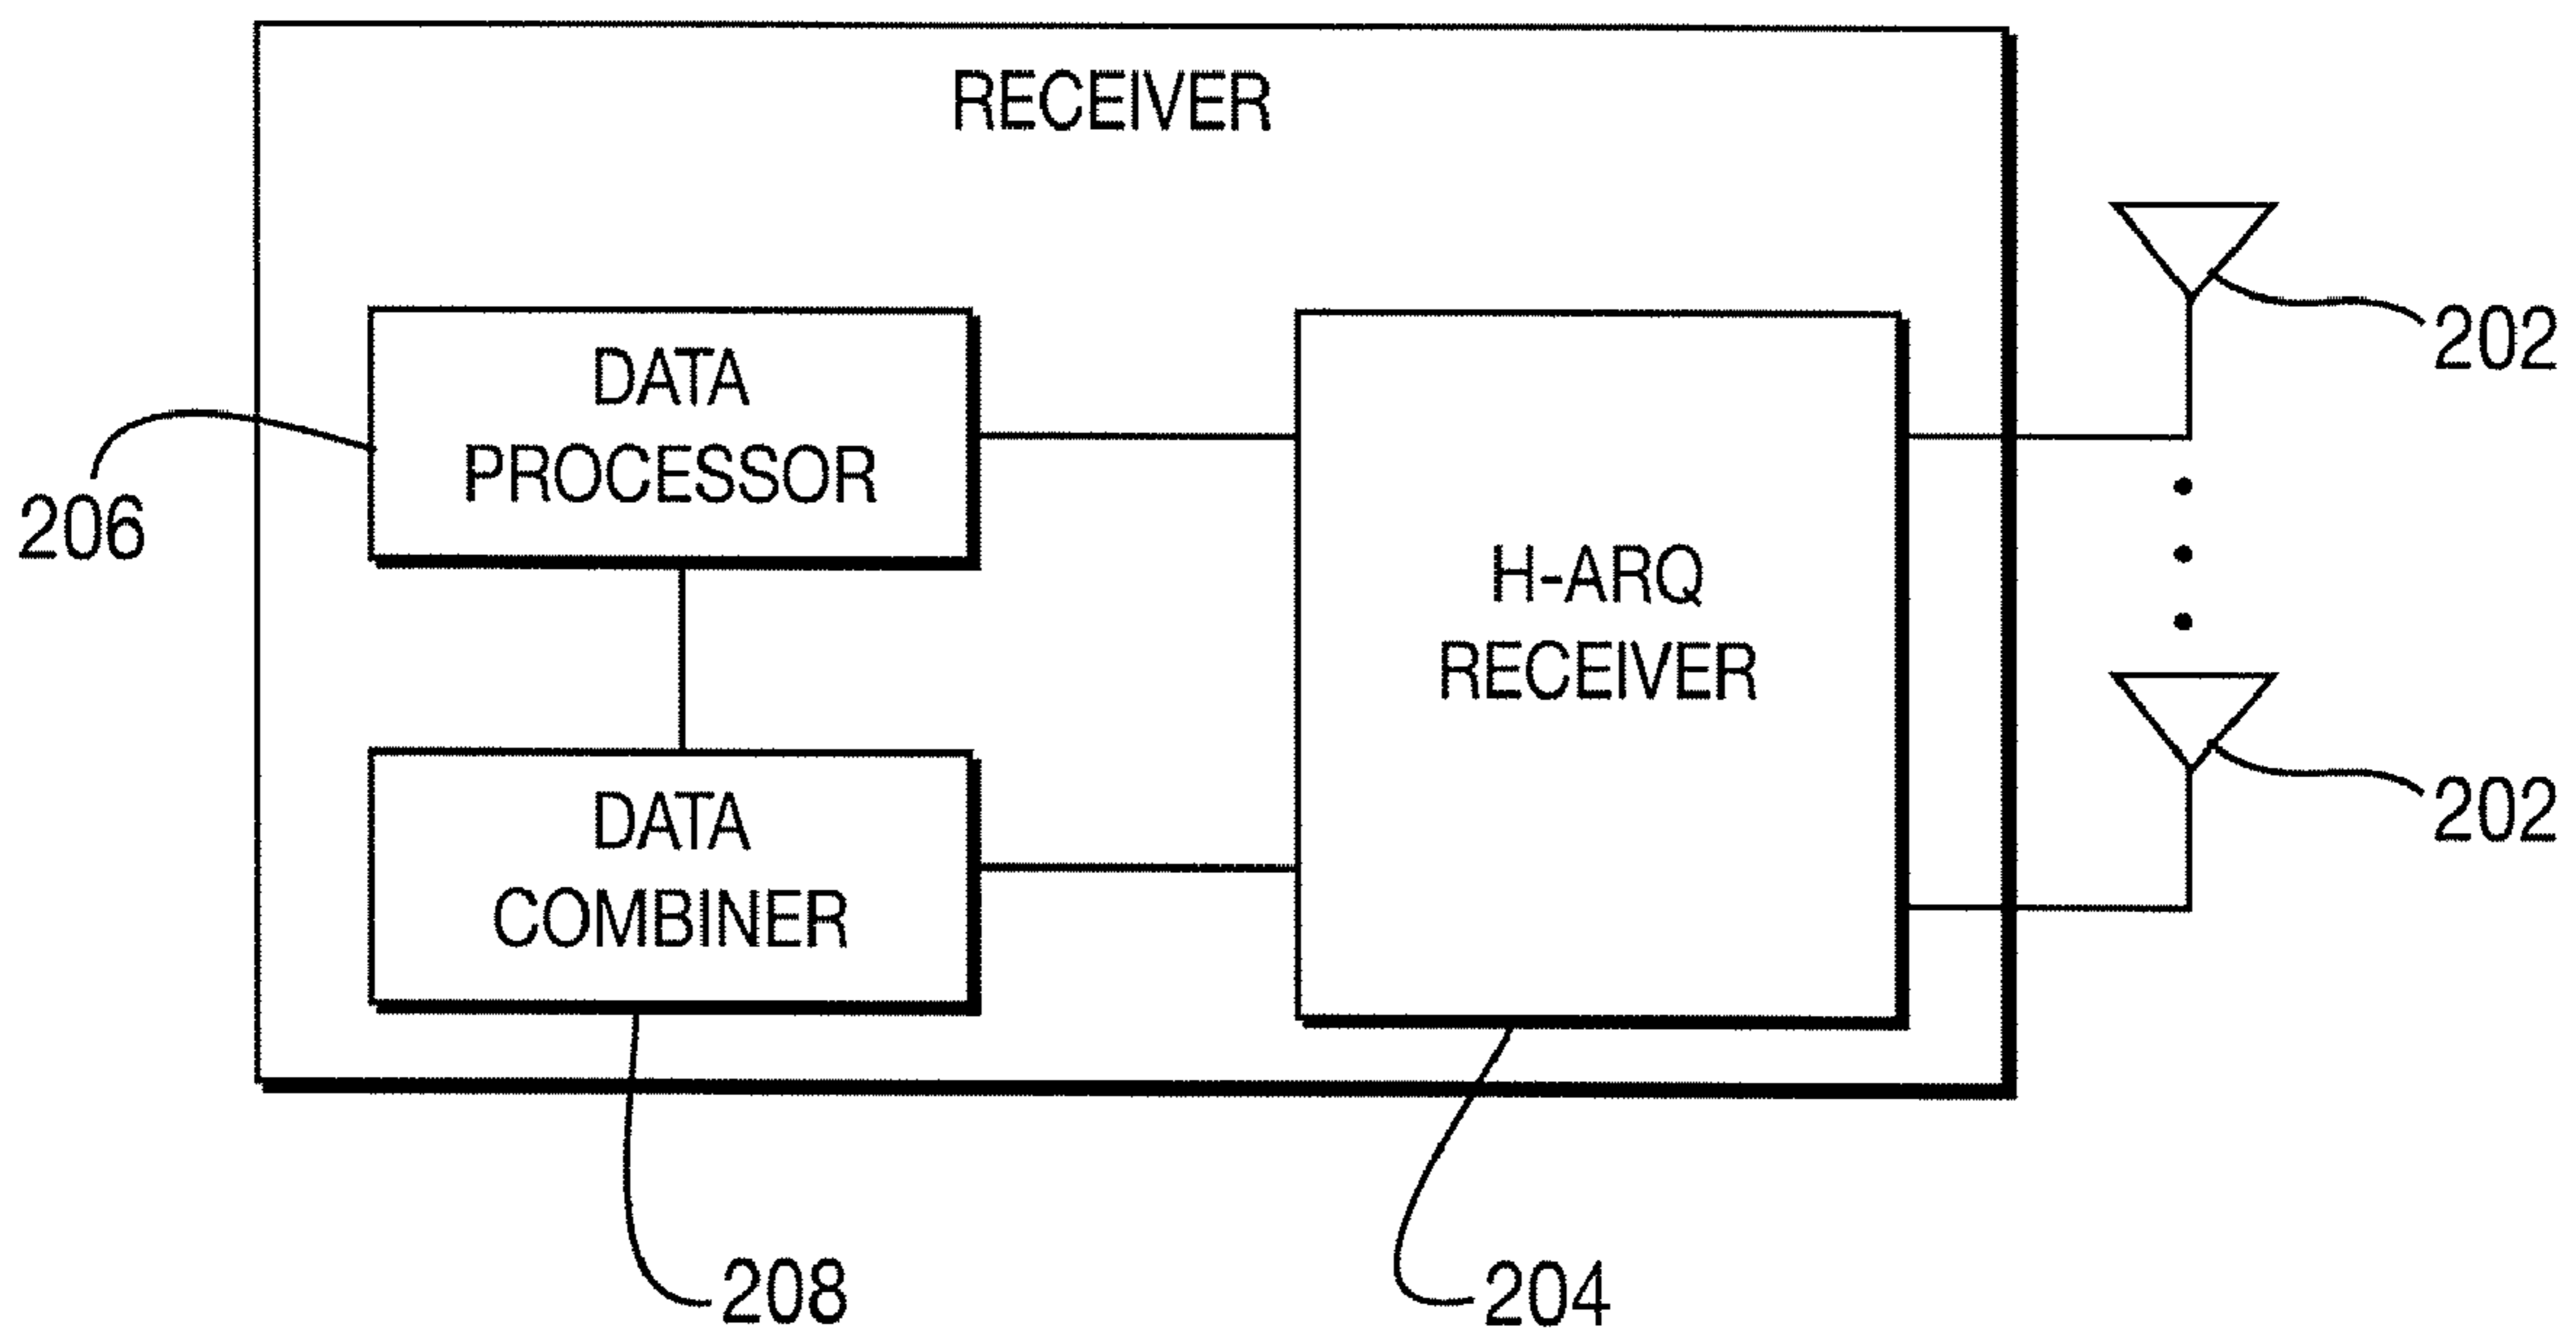 RECEIVER
202
DATA
PROCESSOR
206
H-ARQ
RECEIVER
202
DATA
COMBINER
208
204